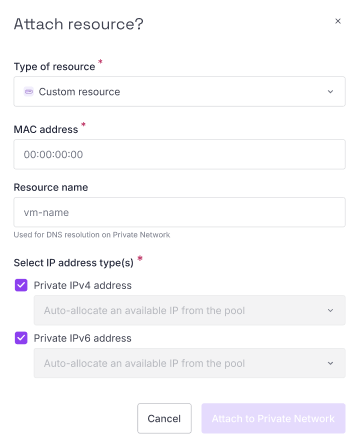 Attach resource?
Type of resource *
Custom resource
MAC address *
00:00:00:00
Resource name
vm-name
Used for DNS resolution on Private Network
Select IP address type(s) *
Private IPv4 address
Auto-allocate an available IP from the pool
Private IPv6 address
Auto-allocate an available IP from the pool
Cancel
Attach to Private Network